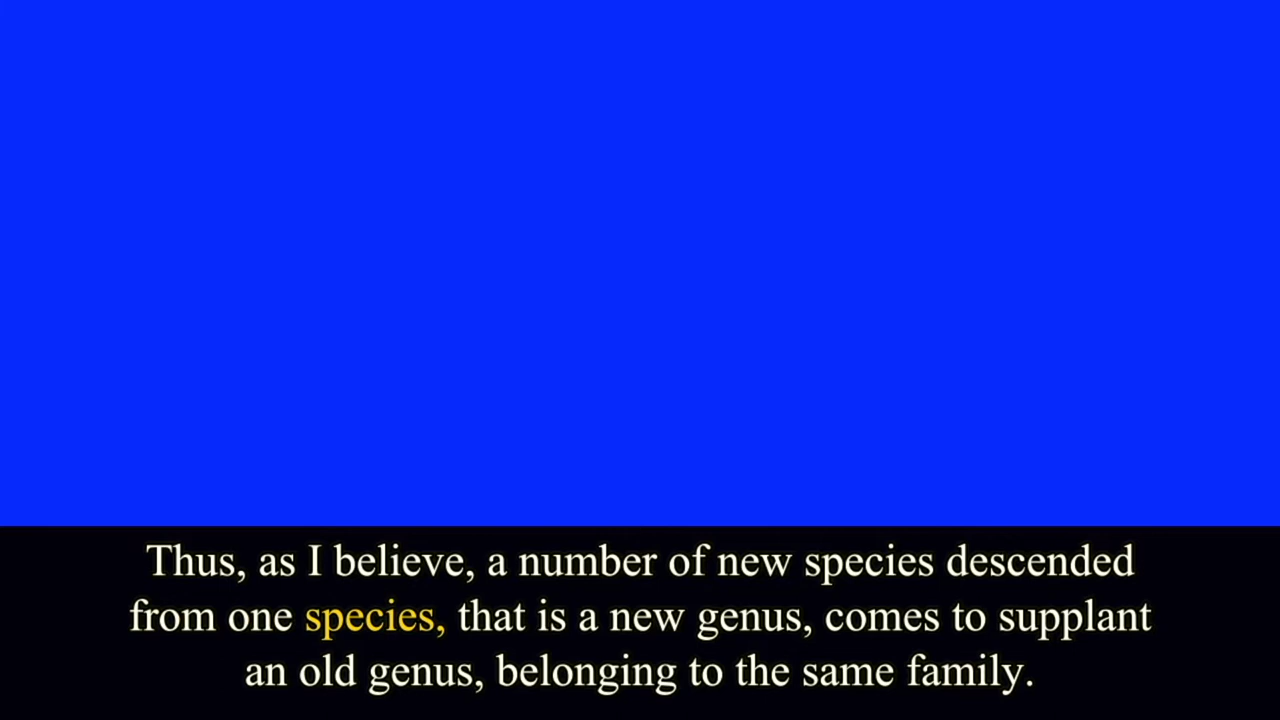 Thus, as I believe, a number of new species descended
from one species, that is a new genus, comes to supplant
an old genus, belonging to the same family.